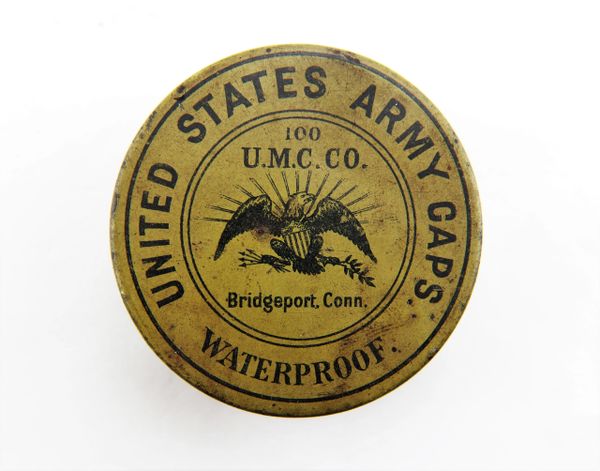 UNITED STATES ARMY CAPS.
100
U.M.C.CO.
Bridgeport, Conn.
WATERPROOF.